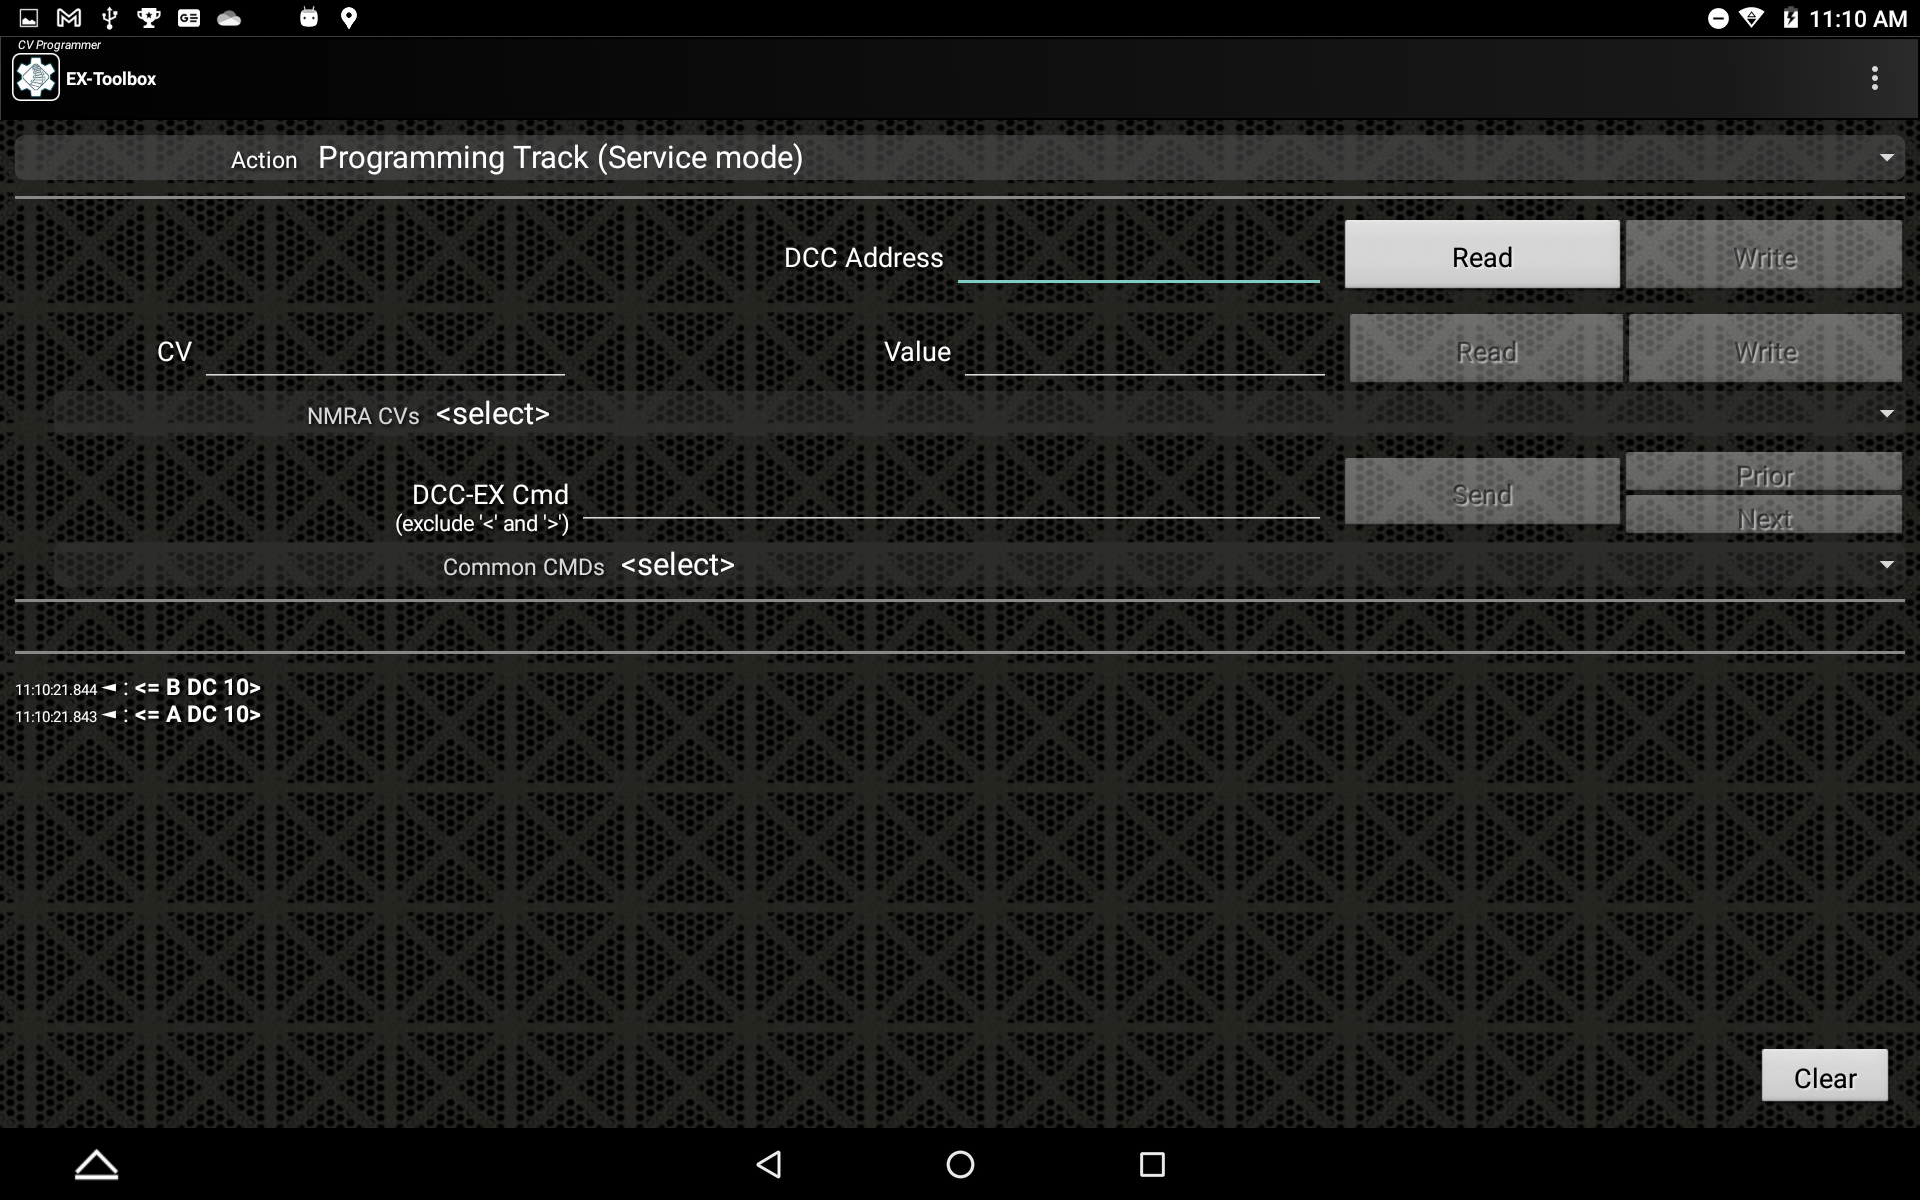 GE 11:10 AM
CV Programmer
EX-Toolbox
Action Programming Track (Service mode)
DCC Address Read Write
CV Value Read Write
NMRA CVs <select>
DCC-EX Cmd Send Prior
(exclude '<' and '>') Next
Common CMDs <select>
11:10:21.844 ◄ : <= B DC 10>
11:10:21.843 ◄ : <= A DC 10>
Clear